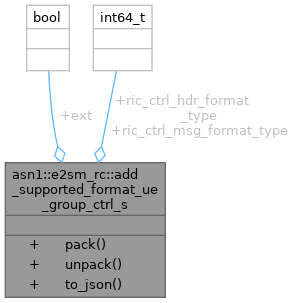 bool
int64_t
+ext
+ric_ctrl_hdr_format
_type
+ric_ctrl_msg_format_type
asn1::e2sm_rc::add
_supported_format_ue
_group_ctrl_s
+ pack()
+ unpack()
+ to_json()